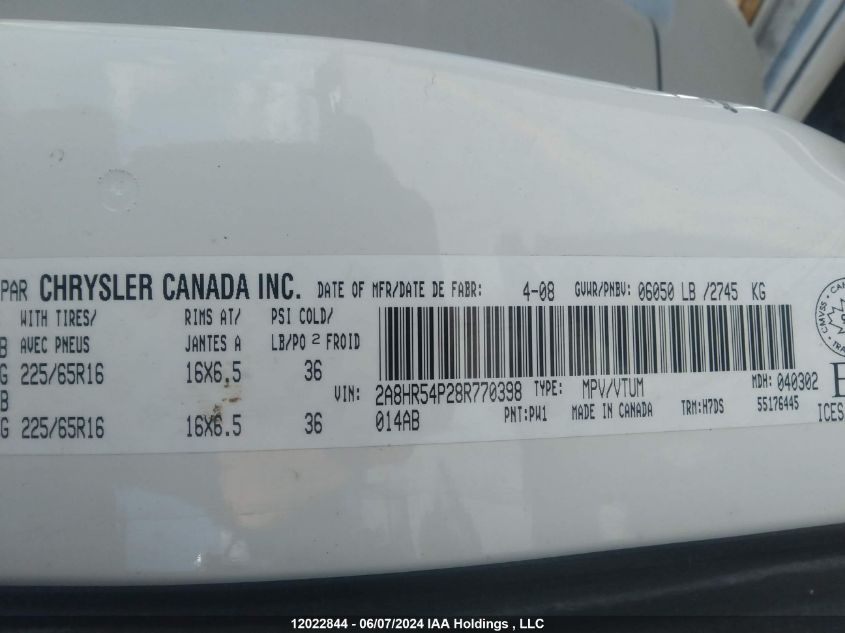 PAR CHRYSLER CANADA INC. DATE OF MFR/DATE DE FABR: 4-08 GVWR/PNBV: 06050 LB /2745 KG
WITH TIRES/ RIMS AT/ PSI COLD/
B AVEC PNEUS JANTES A LB/PO 2 FROID
G 225/65R16 16X6.5 36
VIN: 2A8HR54P28R770398 TYPE: MPV/VTUM MDH: 040302
B
G 225/65R16 16X6.5 36 014AB PNT:PW1 MADE IN CANADA TRM:H7DS 55176445 ICES
CMVSS
12022844 - 06/07/2024 IAA Holdings , LLC